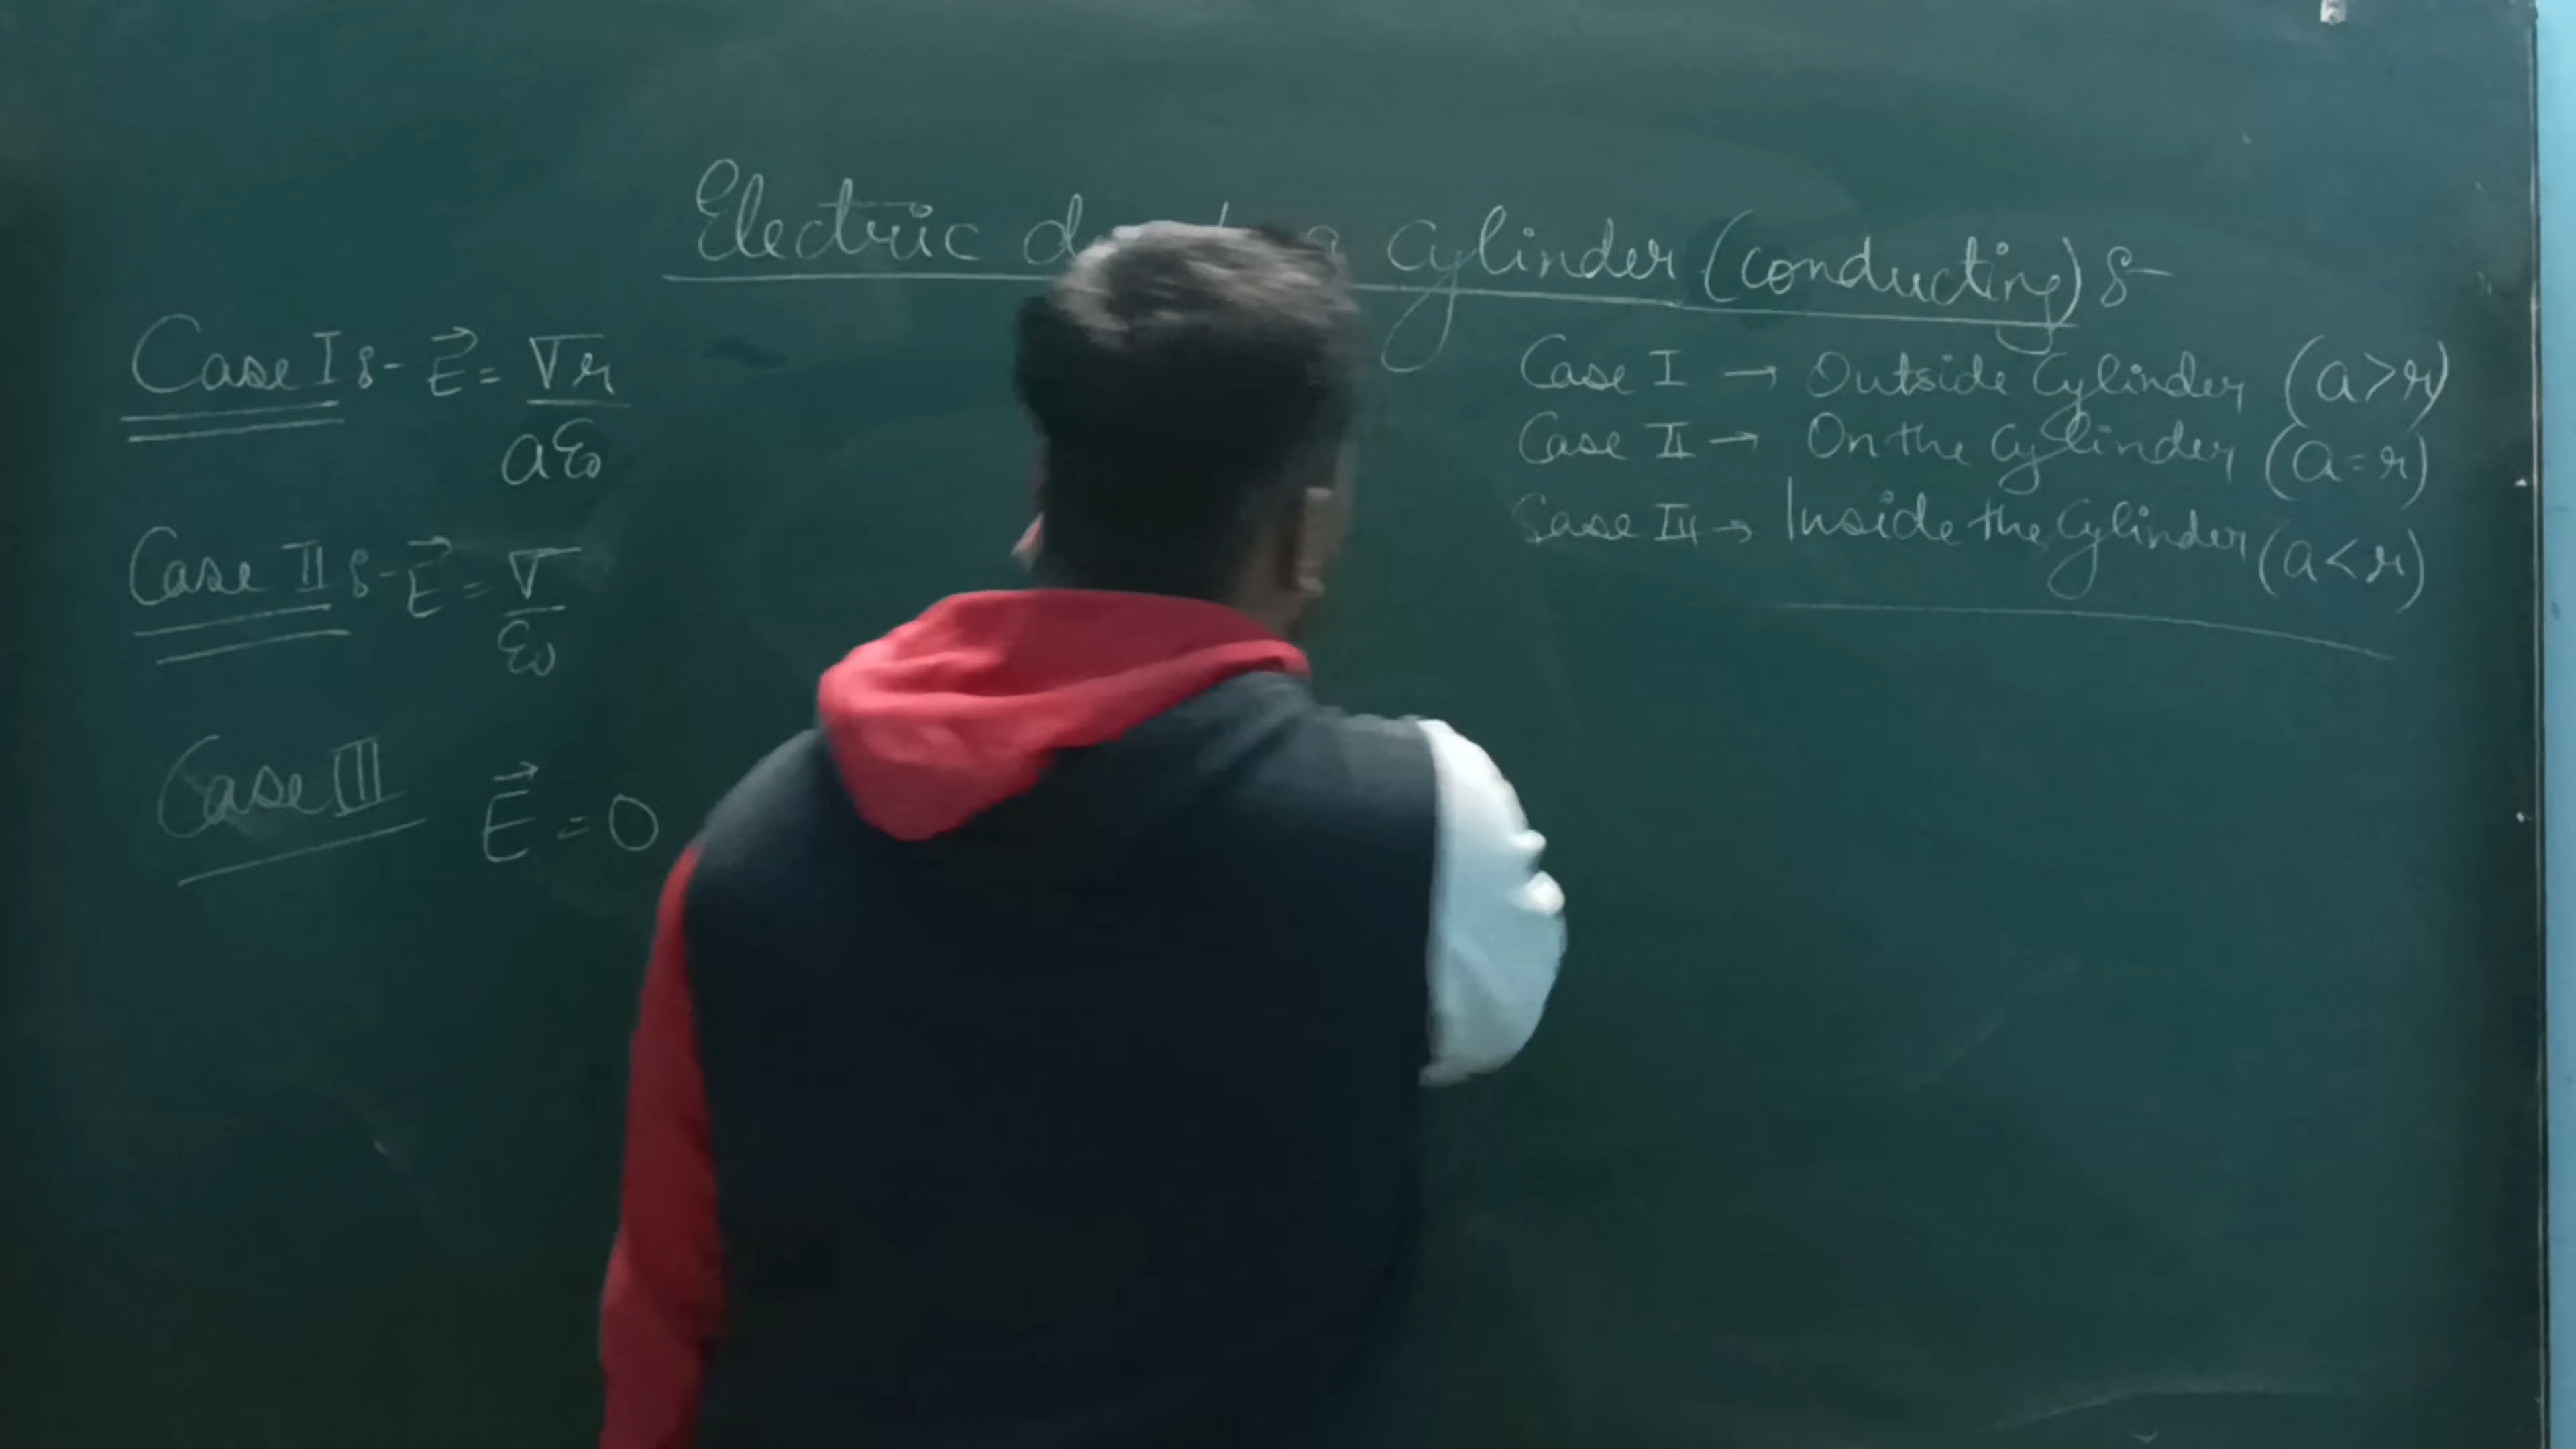 Electric d cylinder (conducting) :-
Case I :- E⃗ = σr / aε₀
Case II :- E⃗ = σ / ε₀
Case III E⃗ = 0
Case I → Outside Cylinder (a>r)
Case II → On the Cylinder (a=r)
Case III → Inside the Cylinder (a<r)